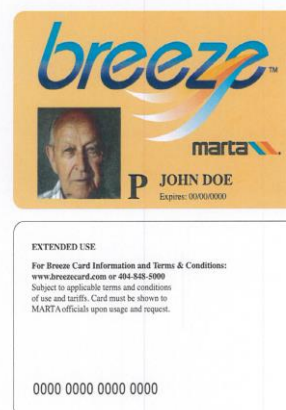 breeze™
marta
P JOHN DOE
Expires: 00/00/0000
EXTENDED USE
For Breeze Card Information and Terms & Conditions:
www.breezecard.com or 404-848-5000
Subject to applicable terms and conditions
of use and tariffs. Card must be shown to
MARTA officials upon usage and request.
0000 0000 0000 0000